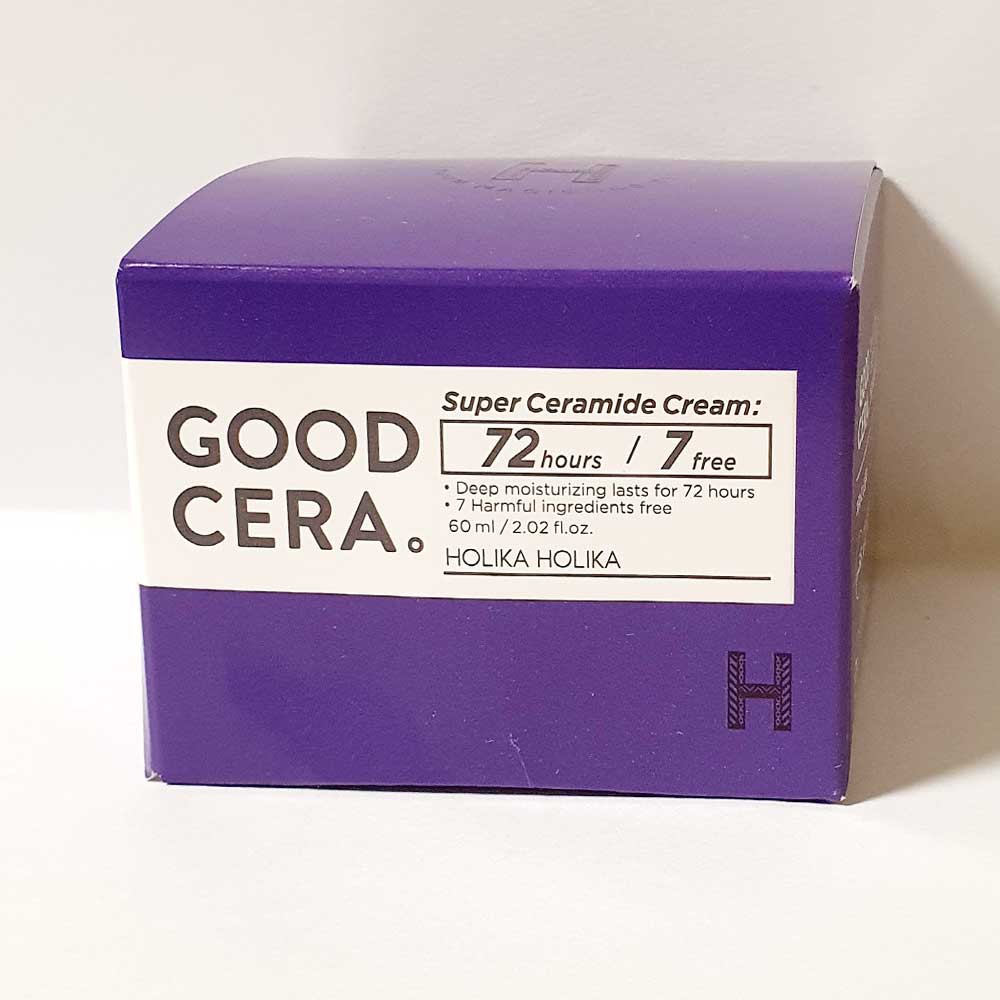 H
GOOD
CERA.
Super Ceramide Cream:
72 hours / 7 free
• Deep moisturizing lasts for 72 hours
• 7 Harmful ingredients free
60 ml / 2.02 fl.oz.
HOLIKA HOLIKA
H